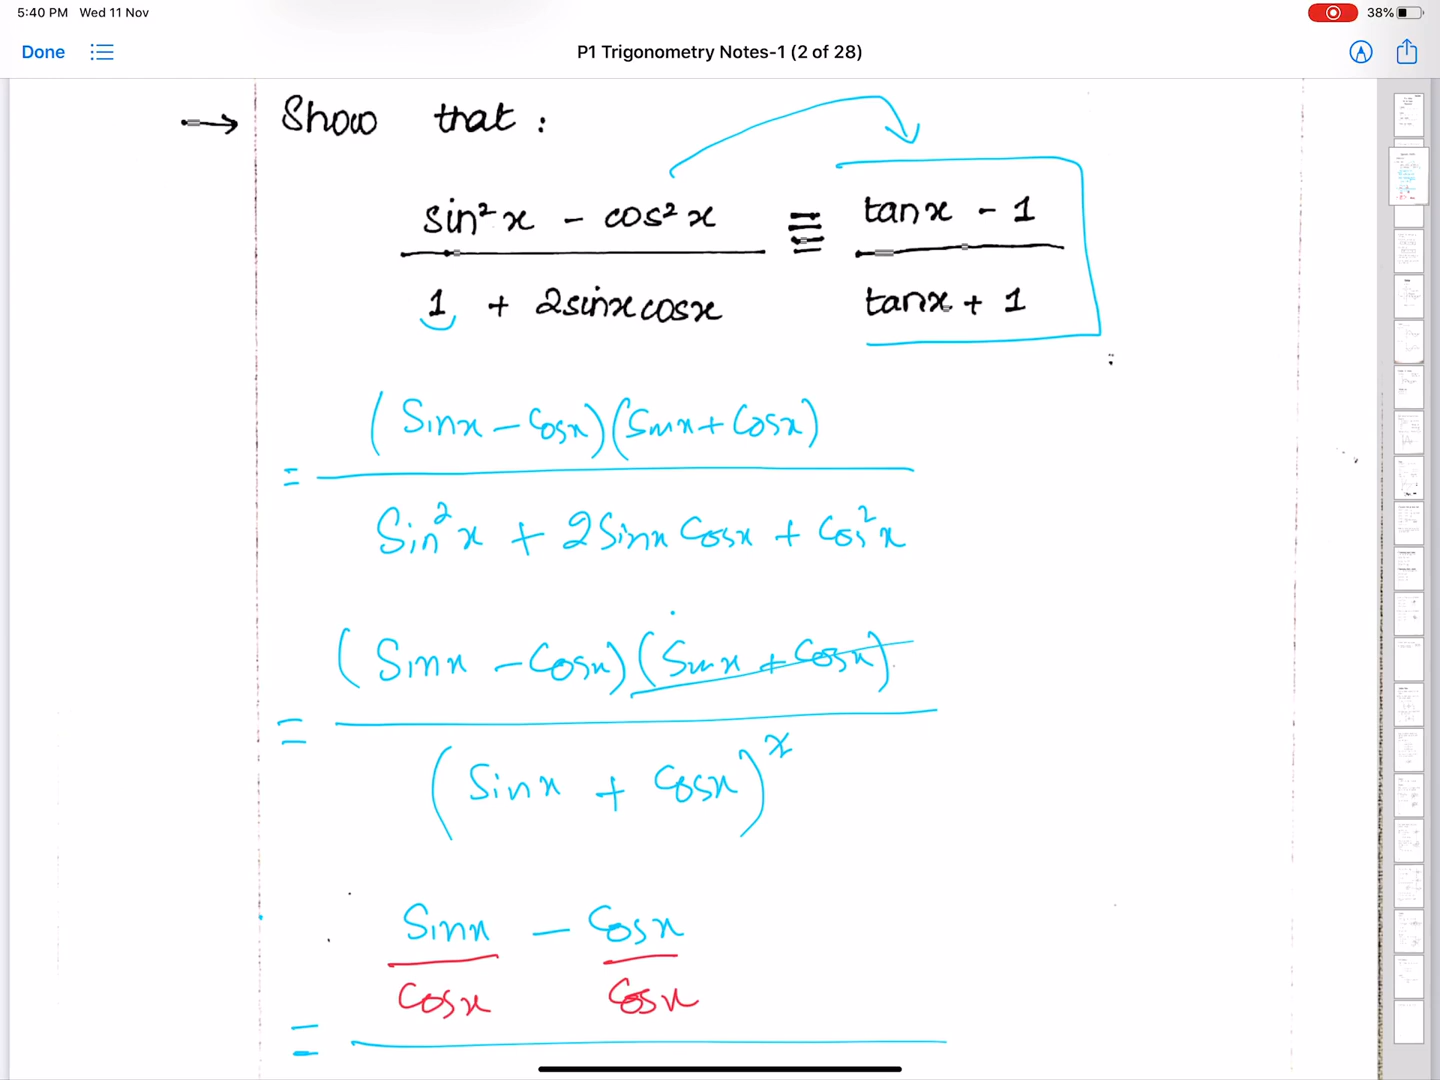 5:40 PM Wed 11 Nov
38%
Done
P1 Trigonometry Notes-1 (2 of 28)
→ Show that :
sin²x - cos²x ≡ tanx - 1
1 + 2sinxcosx tanx + 1
(Sinx - Cosx)(Sinx + Cosx)
=
Sin²x + 2Sinx Cosx + Cos²x
(Sinx - Cosx)(Sinx + Cosx)
=
(Sinx + Cosx)²
Sinx - Cosx
Cosx Cosx
=